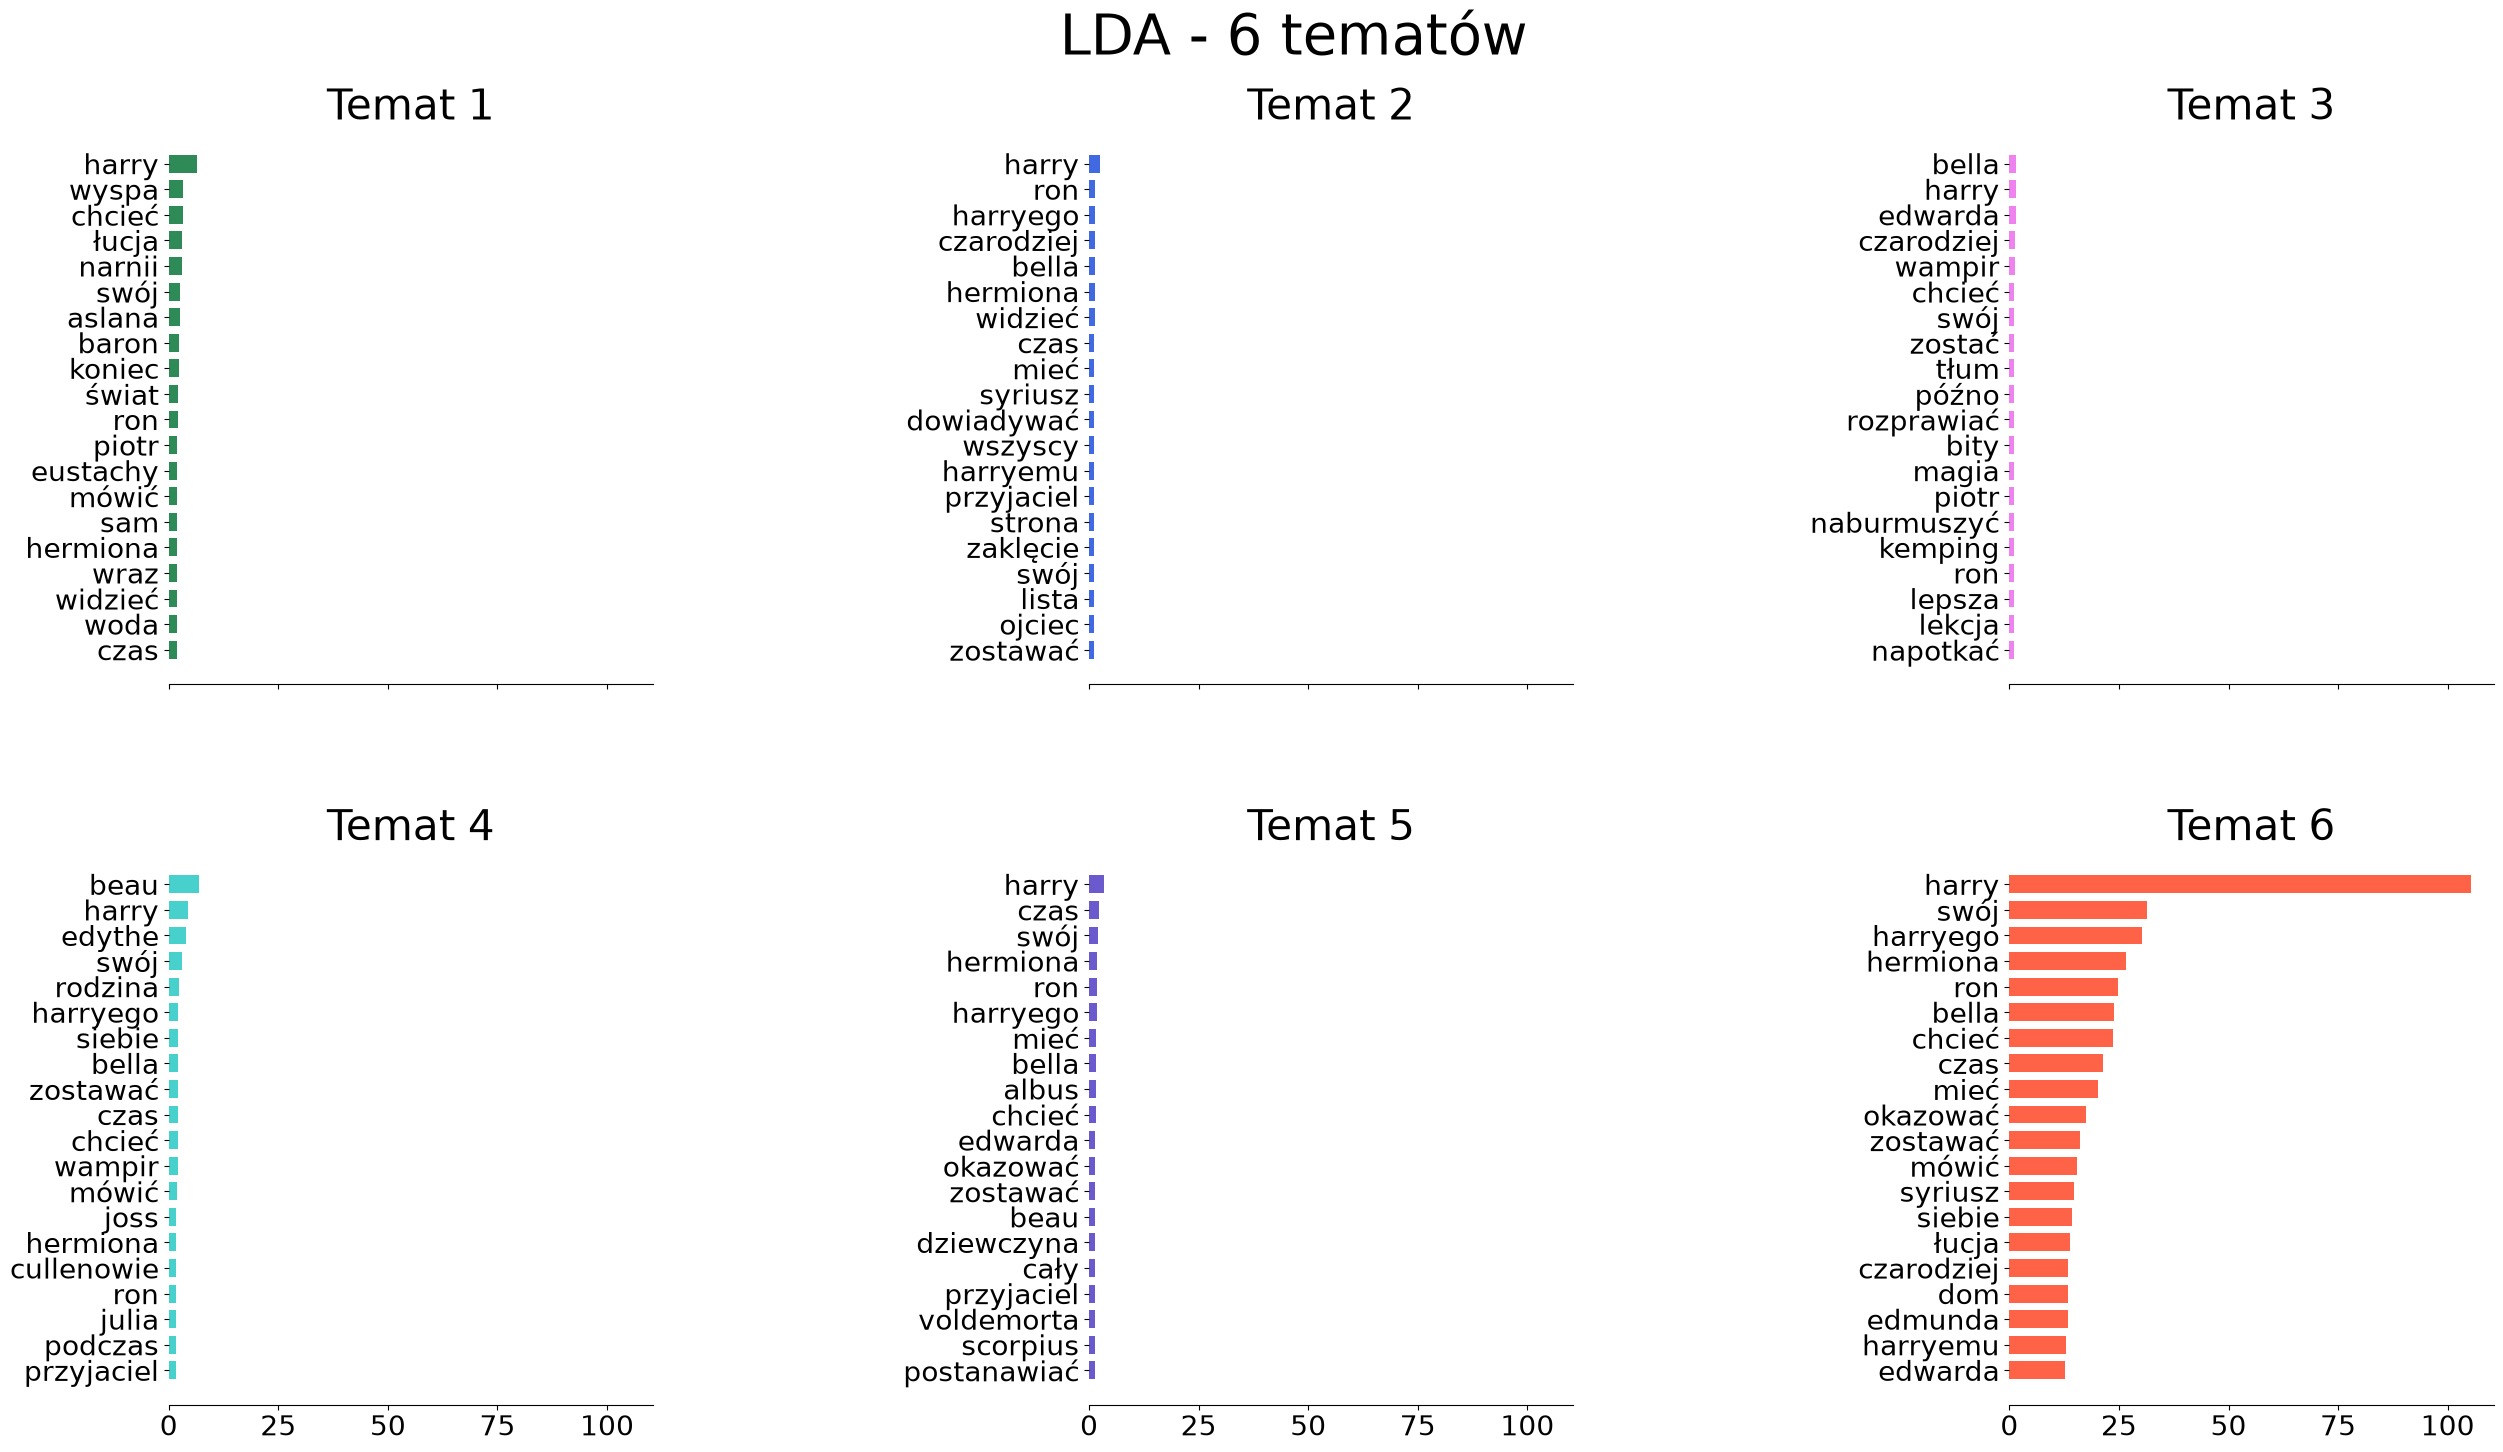 LDA - 6 tematów
Temat 1
harry
wyspa
chcieć
łucja
narnii
swój
aslana
baron
koniec
świat
ron
piotr
eustachy
mówić
sam
hermiona
wraz
widzieć
woda
czas
Temat 2
harry
ron
harryego
czarodziej
bella
hermiona
widzieć
czas
mieć
syriusz
dowiadywać
wszyscy
harryemu
przyjaciel
strona
zaklęcie
swój
lista
ojciec
zostawać
Temat 3
bella
harry
edwarda
czarodziej
wampir
chcieć
swój
zostać
tłum
późno
rozprawiać
bity
magia
piotr
naburmuszyć
kemping
ron
lepsza
lekcja
napotkać
Temat 4
beau
harry
edythe
swój
rodzina
harryego
siebie
bella
zostawać
czas
chcieć
wampir
mówić
joss
hermiona
cullenowie
ron
julia
podczas
przyjaciel
0 25 50 75 100
Temat 5
harry
czas
swój
hermiona
ron
harryego
mieć
bella
albus
chcieć
edwarda
okazować
zostawać
beau
dziewczyna
cały
przyjaciel
voldemorta
scorpius
postanawiać
0 25 50 75 100
Temat 6
harry
swój
harryego
hermiona
ron
bella
chcieć
czas
mieć
okazować
zostawać
mówić
syriusz
siebie
łucja
czarodziej
dom
edmunda
harryemu
edwarda
0 25 50 75 100